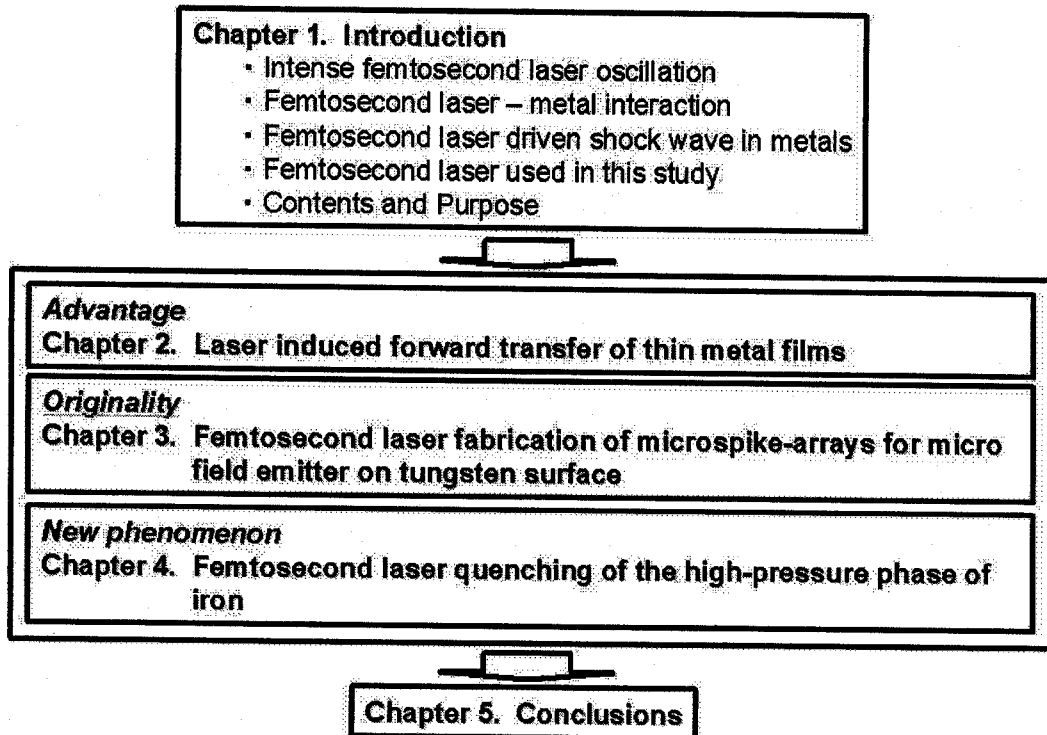 Chapter 1. Introduction
· Intense femtosecond laser oscillation
· Femtosecond laser – metal interaction
· Femtosecond laser driven shock wave in metals
· Femtosecond laser used in this study
· Contents and Purpose
Advantage
Chapter 2. Laser induced forward transfer of thin metal films
Originality
Chapter 3. Femtosecond laser fabrication of microspike-arrays for micro
field emitter on tungsten surface
New phenomenon
Chapter 4. Femtosecond laser quenching of the high-pressure phase of
iron
Chapter 5. Conclusions